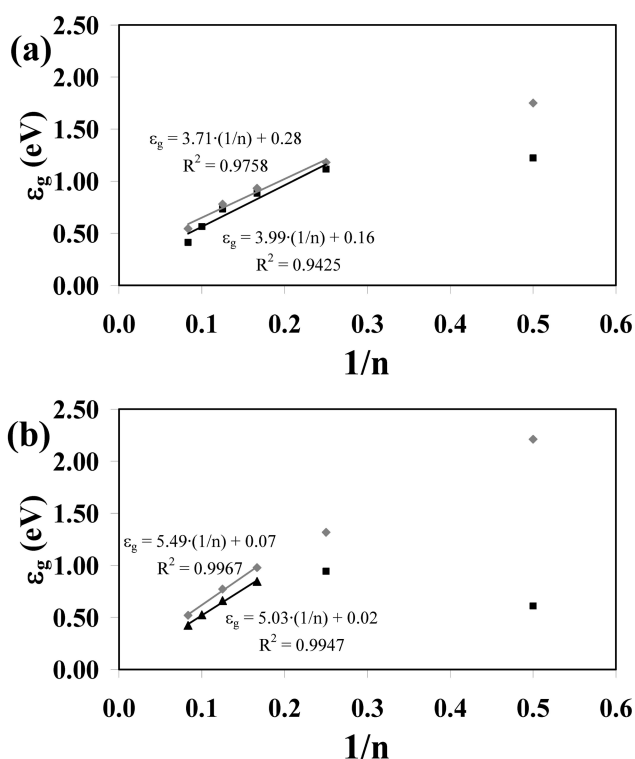 (a)
2.50
2.00
1.50
1.00
0.50
0.00
εg (eV)
εg = 3.71·(1/n) + 0.28
R2 = 0.9758
εg = 3.99·(1/n) + 0.16
R2 = 0.9425
0.0 0.1 0.2 0.3 0.4 0.5 0.6
1/n
(b)
2.50
2.00
1.50
1.00
0.50
0.00
εg (eV)
εg = 5.49·(1/n) + 0.07
R2 = 0.9967
εg = 5.03·(1/n) + 0.02
R2 = 0.9947
0.0 0.1 0.2 0.3 0.4 0.5 0.6
1/n